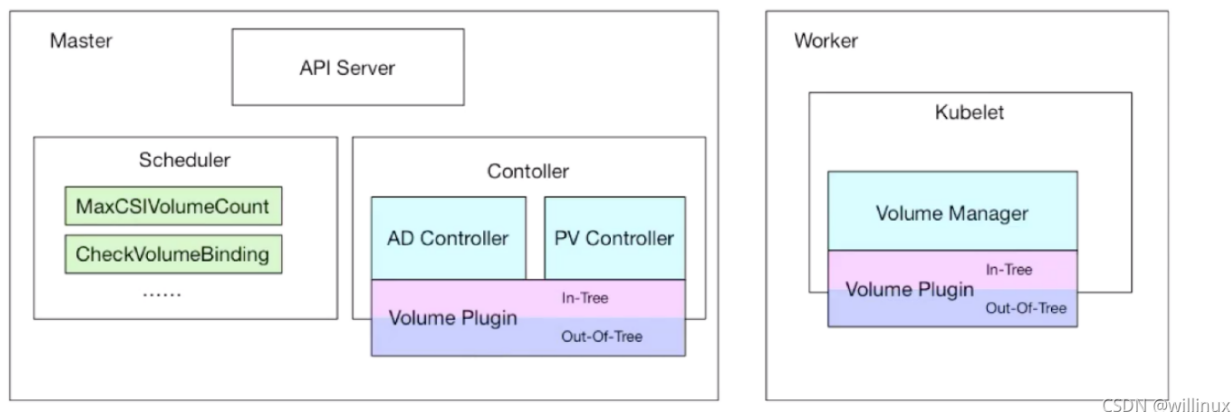 Master
API Server
Scheduler
MaxCSIVolumeCount
CheckVolumeBinding
......
Contoller
AD Controller
PV Controller
Volume Plugin
In-Tree
Out-Of-Tree
Worker
Kubelet
Volume Manager
Volume Plugin
In-Tree
Out-Of-Tree
CSDN @willinux